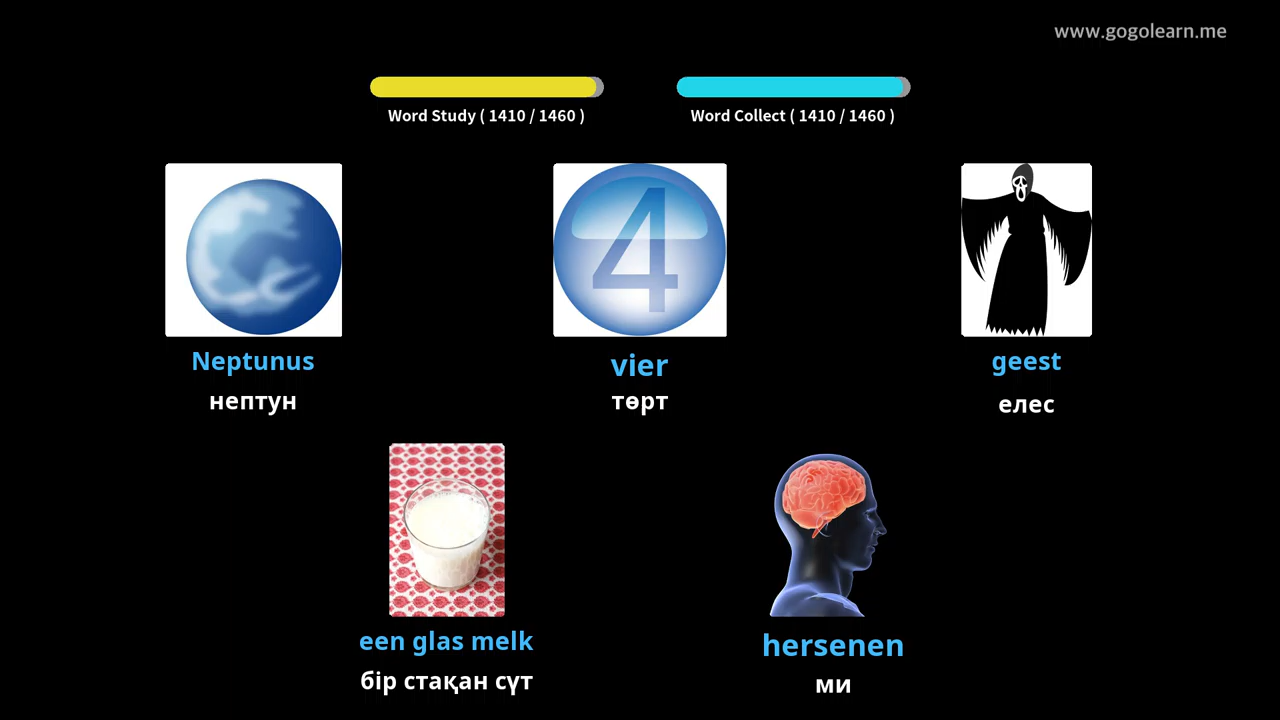 www.gogolearn.me
Word Study ( 1410 / 1460 )
Word Collect ( 1410 / 1460 )
4
Neptunus
нептун
vier
төрт
geest
елес
een glas melk
бір стақан сүт
hersenen
ми